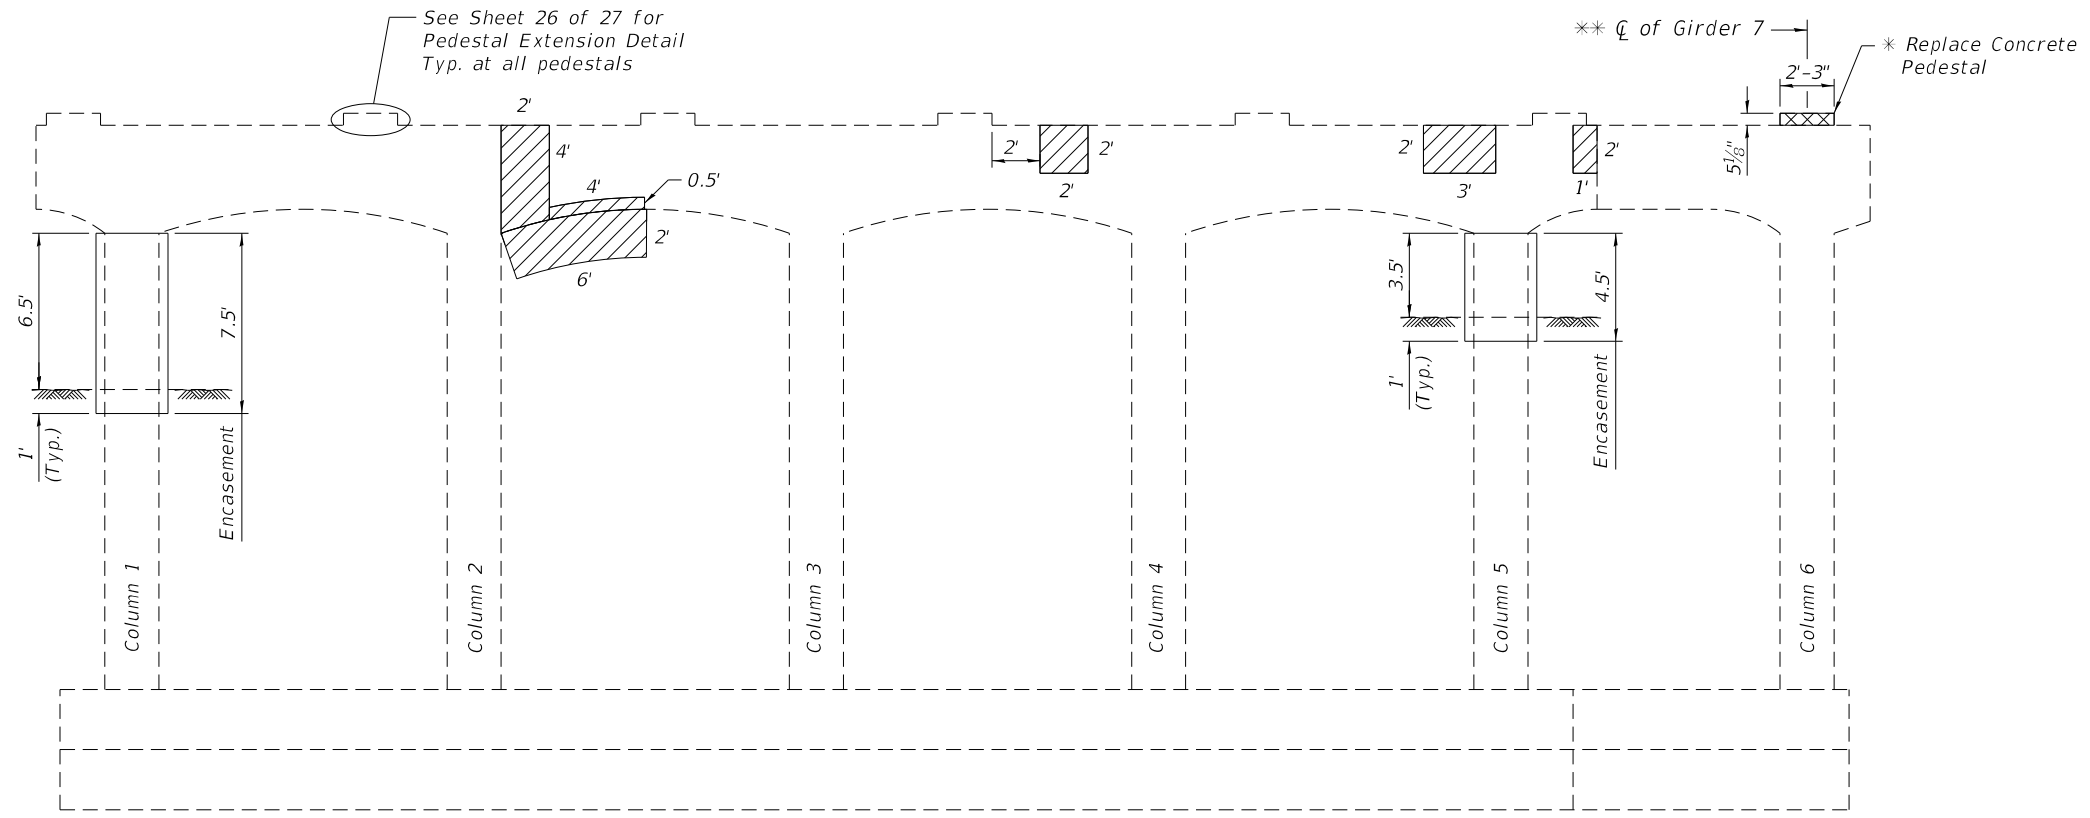 See Sheet 26 of 27 for
Pedestal Extension Detail
Typ. at all pedestals
** ℄ of Girder 7
* Replace Concrete
Pedestal
2'-3"
5⅛"
2'
4'
4'
0.5'
2'
6'
2'
2'
2'
2'
3'
2'
1'
6.5'
7.5'
1'
(Typ.)
Encasement
3.5'
4.5'
1'
(Typ.)
Encasement
Column 1
Column 2
Column 3
Column 4
Column 5
Column 6